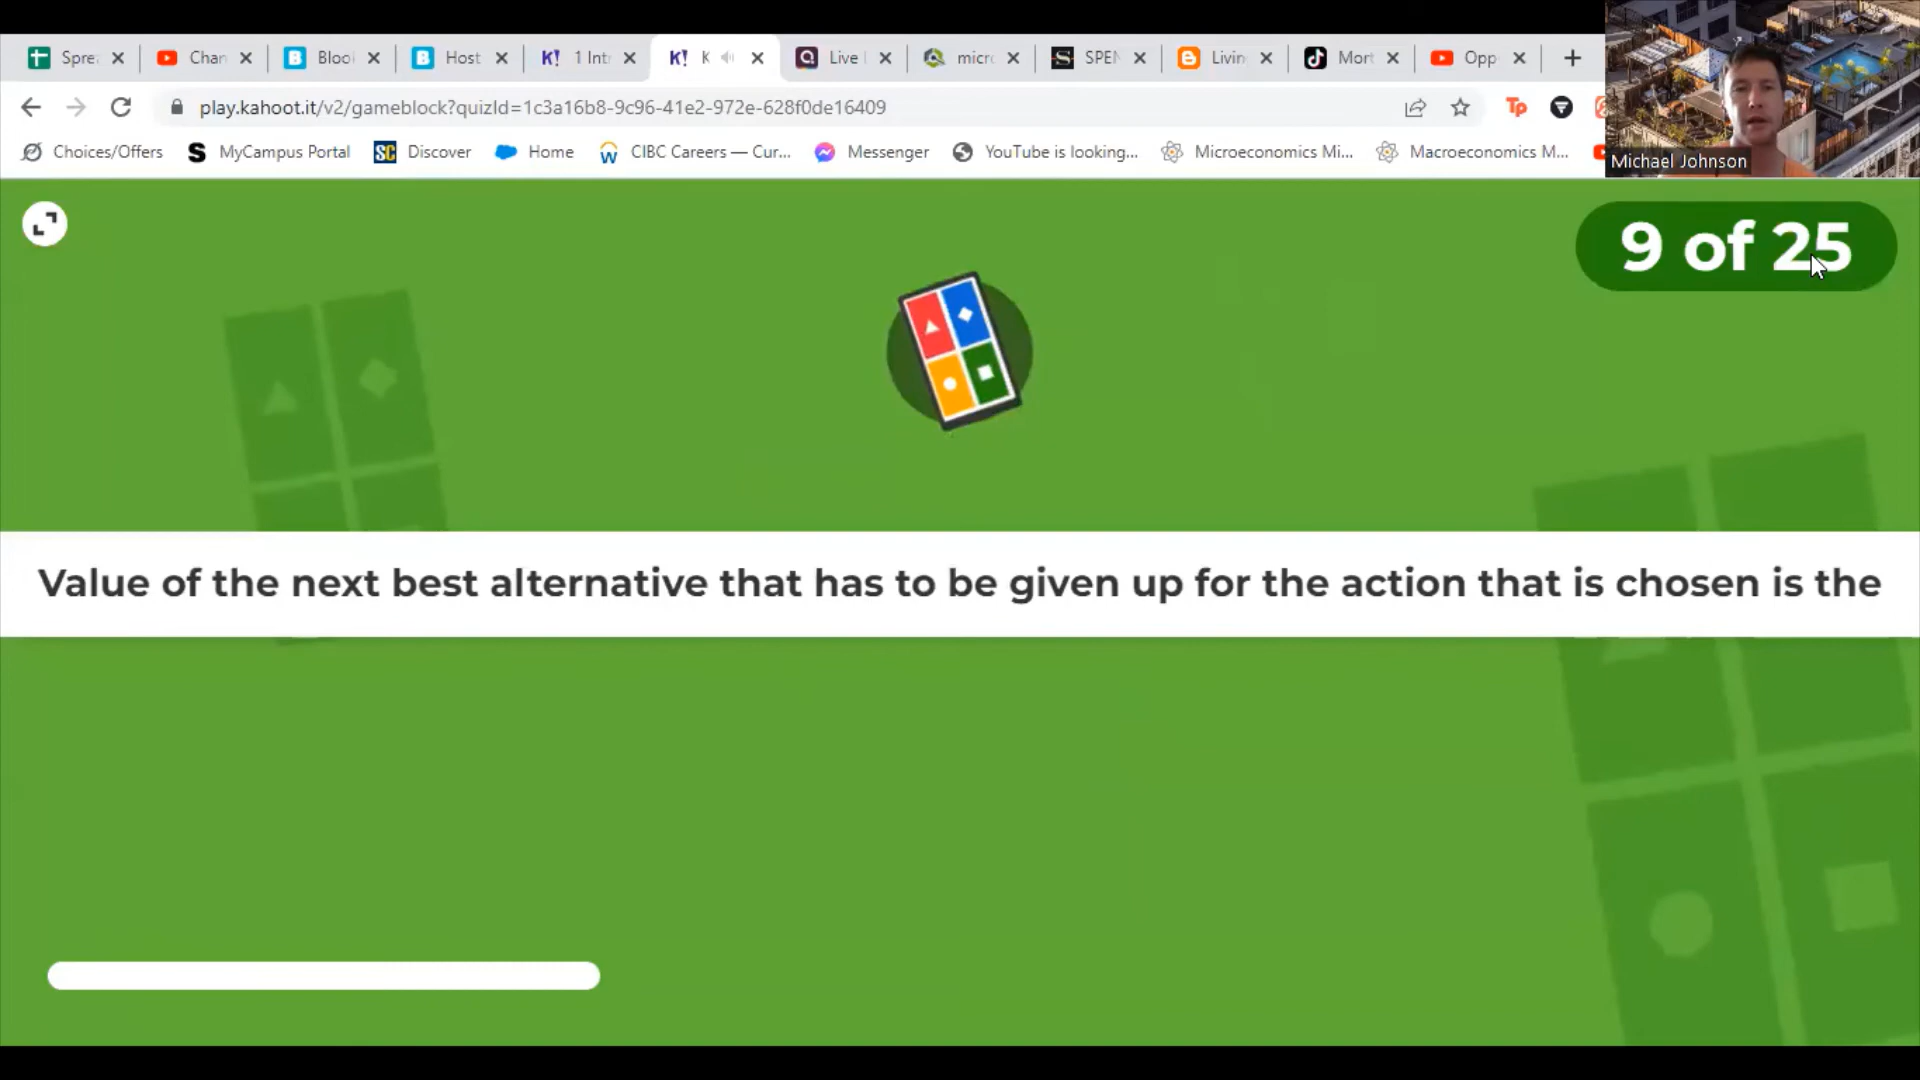 Spre
Chan
Bloo
Host
1 Int
K
Live
micro
SPEN
Livin
Mort
Opp
play.kahoot.it/v2/gameblock?quizId=1c3a16b8-9c96-41e2-972e-628f0de16409
Tp
Choices/Offers
MyCampus Portal
Discover
Home
CIBC Careers — Cur...
Messenger
YouTube is looking...
Microeconomics Mi...
Macroeconomics M...
Michael Johnson
9 of 25
Value of the next best alternative that has to be given up for the action that is chosen is the